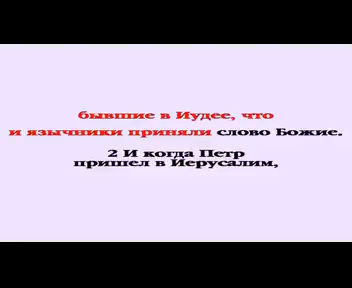 бывшие в Иудее, что
и язычники приняли слово Божие.
2 И когда Петр
пришел в Иерусалим,